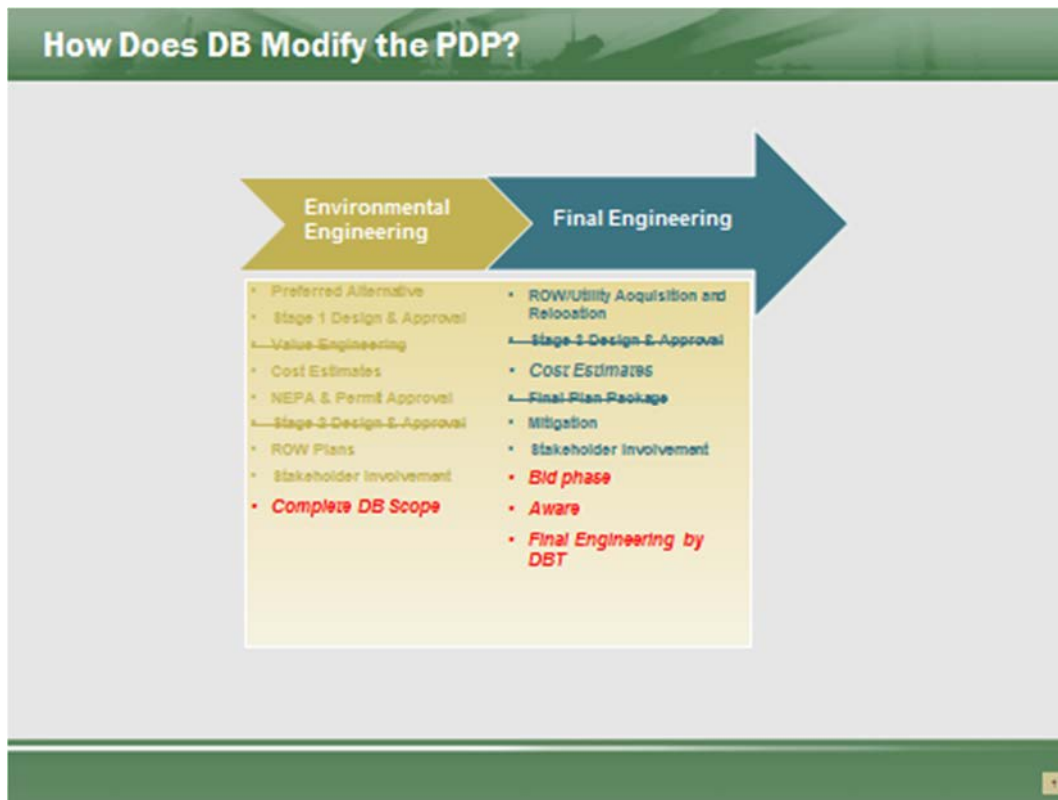 How Does DB Modify the PDP?
Environmental
Engineering
Final Engineering
• Preferred Alternative
• Stage 1 Design & Approval
• Value Engineering
• Cost Estimates
• NEPA & Permit Approval
• Stage 2 Design & Approval
• ROW Plans
• Stakeholder Involvement
• Complete DB Scope
• ROW/Utility Acquisition and
Relocation
• Stage 3 Design & Approval
• Cost Estimates
• Final Plan Package
• Mitigation
• Stakeholder Involvement
• Bid phase
• Aware
• Final Engineering by
DBT